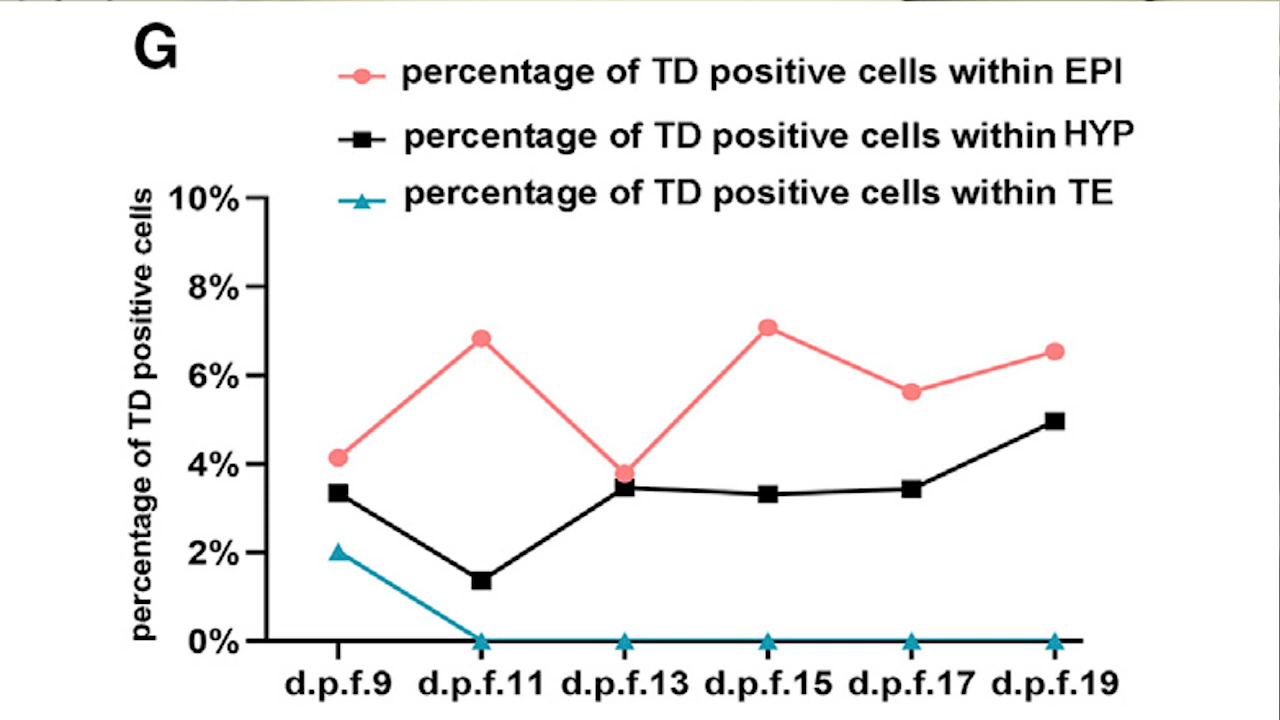 G
percentage of TD positive cells within EPI
percentage of TD positive cells within HYP
percentage of TD positive cells within TE
percentage of TD positive cells
10%
8%
6%
4%
2%
0%
d.p.f.9 d.p.f.11 d.p.f.13 d.p.f.15 d.p.f.17 d.p.f.19